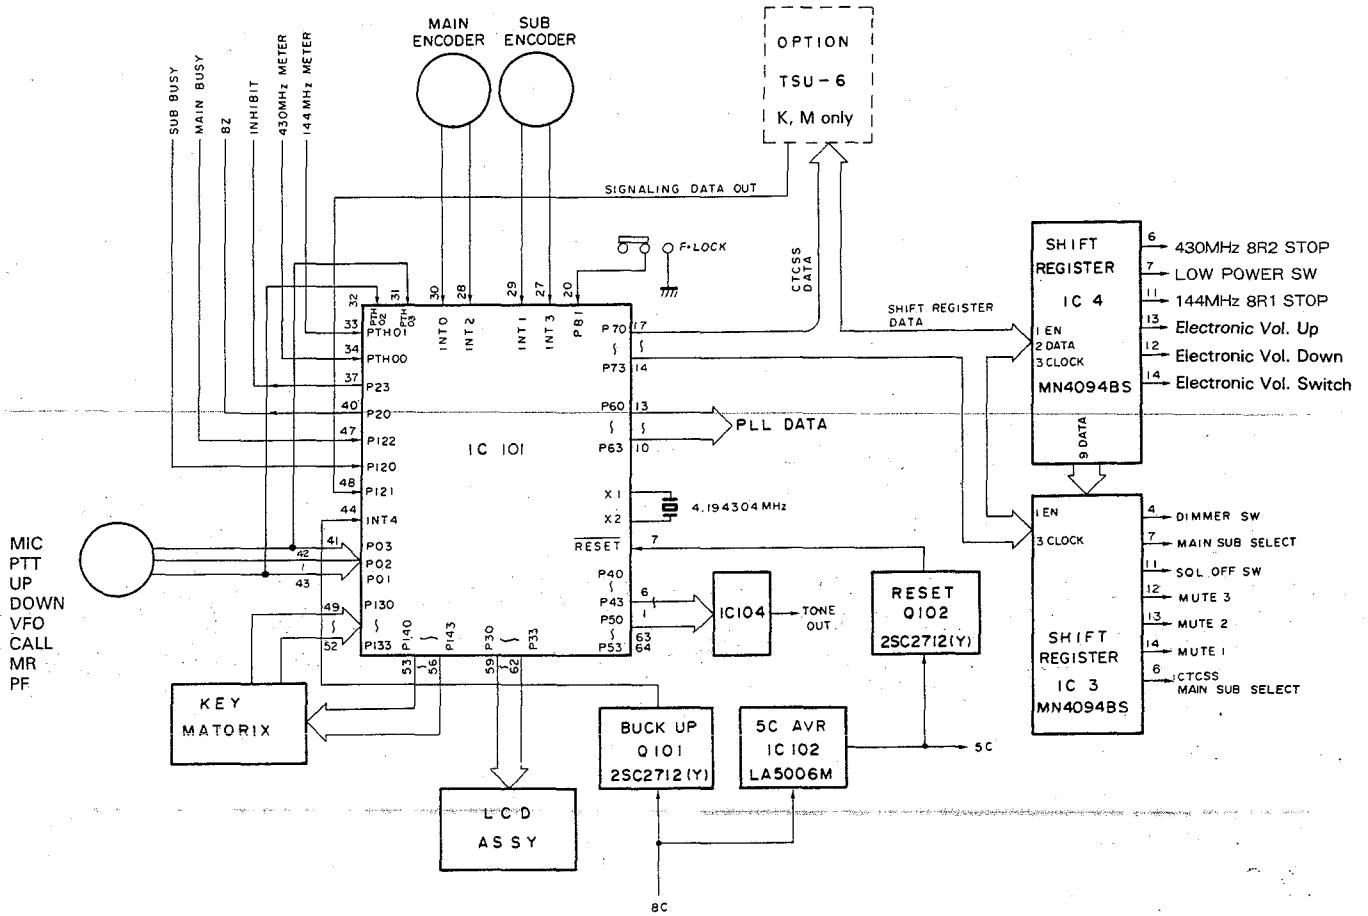 SUB BUSY
MAIN BUSY
BZ
INHIBIT
430MHz METER
144MHz METER
MAIN
ENCODER
SUB
ENCODER
OPTION
TSU-6
K, M only
SIGNALING DATA OUT
F・LOCK
CTCSS
DATA
SHIFT REGISTER
DATA
32
31
30
28
29
27
20
PTH
02
PTH
03
INT0
INT2
INT1
INT3
P81
33
PTH01
34
PTH00
37
P23
40
P20
47
P122
P120
48
P121
44
INT4
41
P03
42
P02
43
P01
49
P130
52
P133
IC 101
P70
17
P73
14
P60
13
P63
10
PLL DATA
X1
X2
4.194304MHz
RESET
7
P40
P43
6
P50
1
P53
63
64
P140
P143
P30
P33
53
56
59
62
MIC
PTT
UP
DOWN
VFO
CALL
MR
PF
KEY
MATORIX
LCD
ASSY
IC104
TONE
OUT
RESET
Q102
2SC2712(Y)
BUCK UP
Q101
2SC2712(Y)
5C AVR
IC102
LA5006M
5C
8C
SHIFT
REGISTER
IC 4
1 EN
2 DATA
3 CLOCK
MN4094BS
9 DATA
6 430MHz 8R2 STOP
7 LOW POWER SW
11 144MHz 8R1 STOP
13 Electronic Vol. Up
12 Electronic Vol. Down
14 Electronic Vol. Switch
1 EN
3 CLOCK
SHIFT
REGISTER
IC 3
MN4094BS
4 DIMMER SW
7 MAIN SUB SELECT
11 SQL OFF SW
12 MUTE 3
13 MUTE 2
14 MUTE 1
6 CTCSS
MAIN SUB SELECT